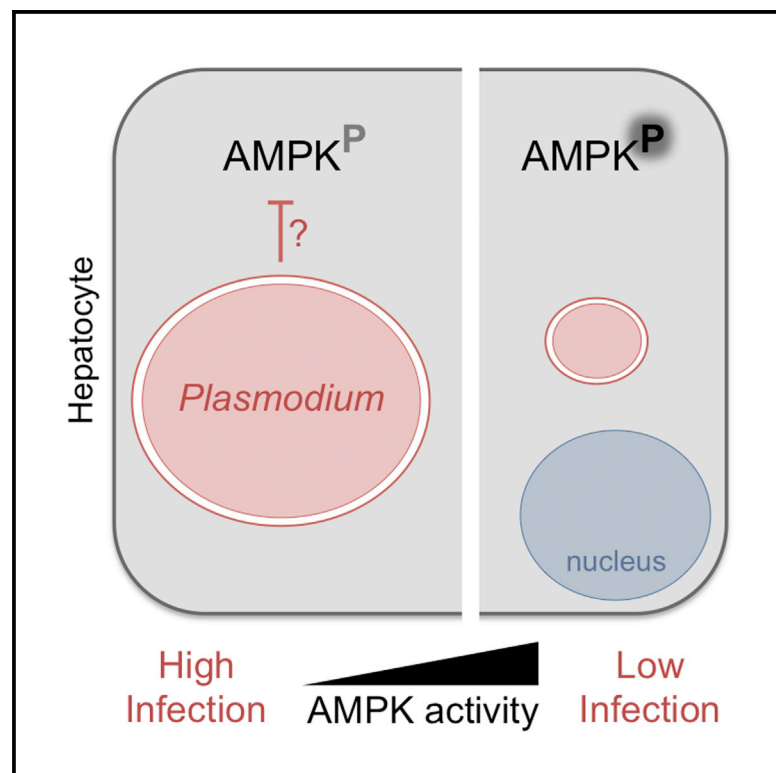 AMPKᴾ
AMPKᴾ
?
Hepatocyte
Plasmodium
nucleus
High
Infection
AMPK activity
Low
Infection